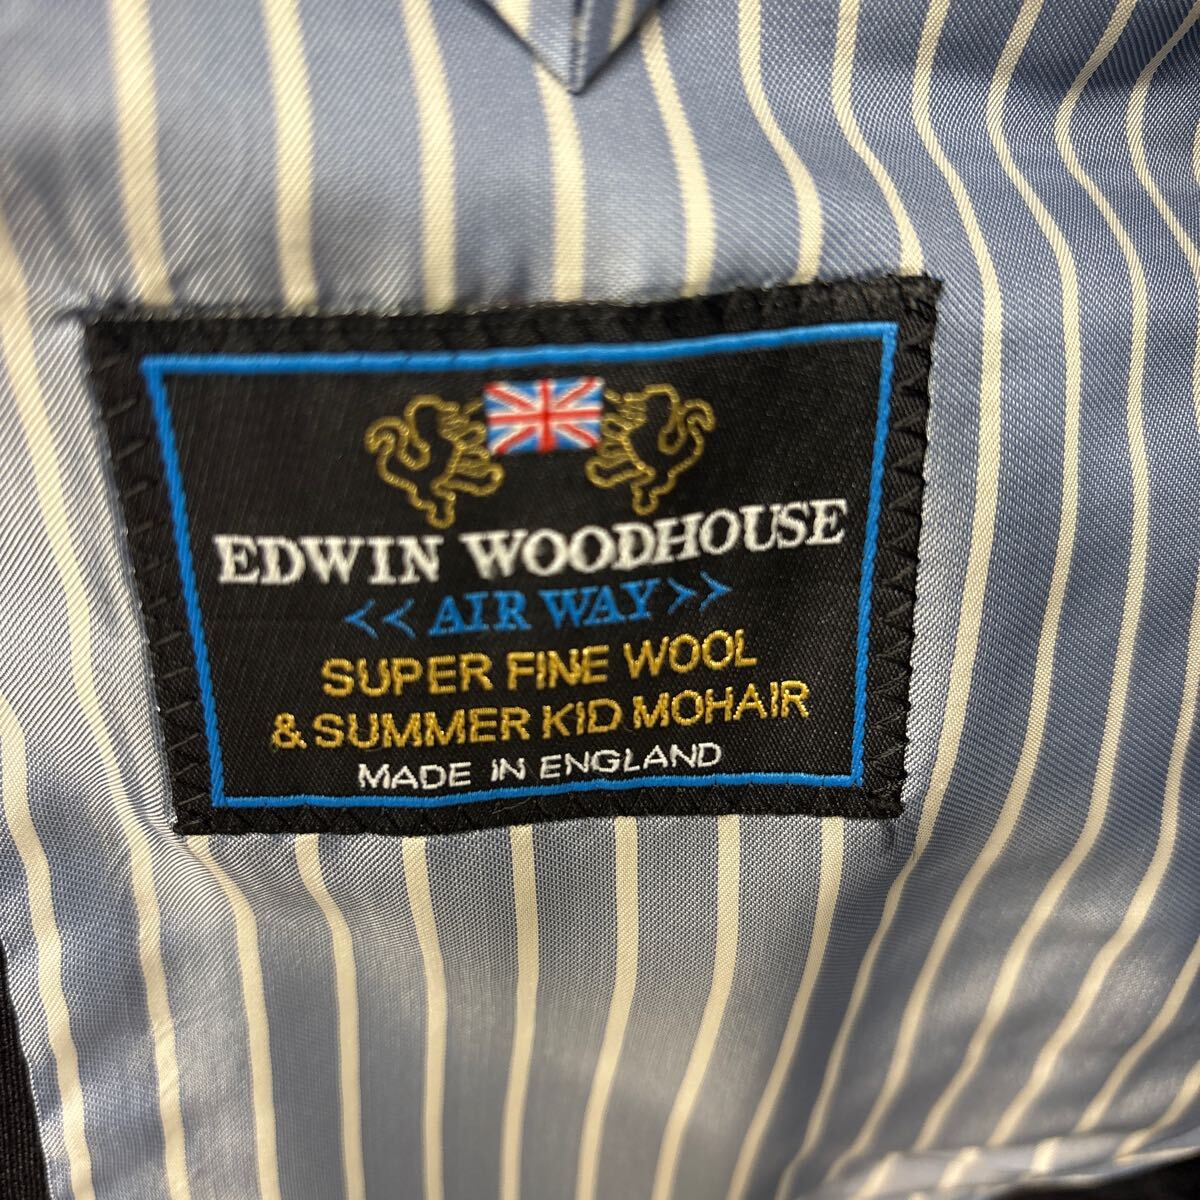 EDWIN WOODHOUSE
<<AIR WAY>>
SUPER FINE WOOL
& SUMMER KID MOHAIR
MADE IN ENGLAND